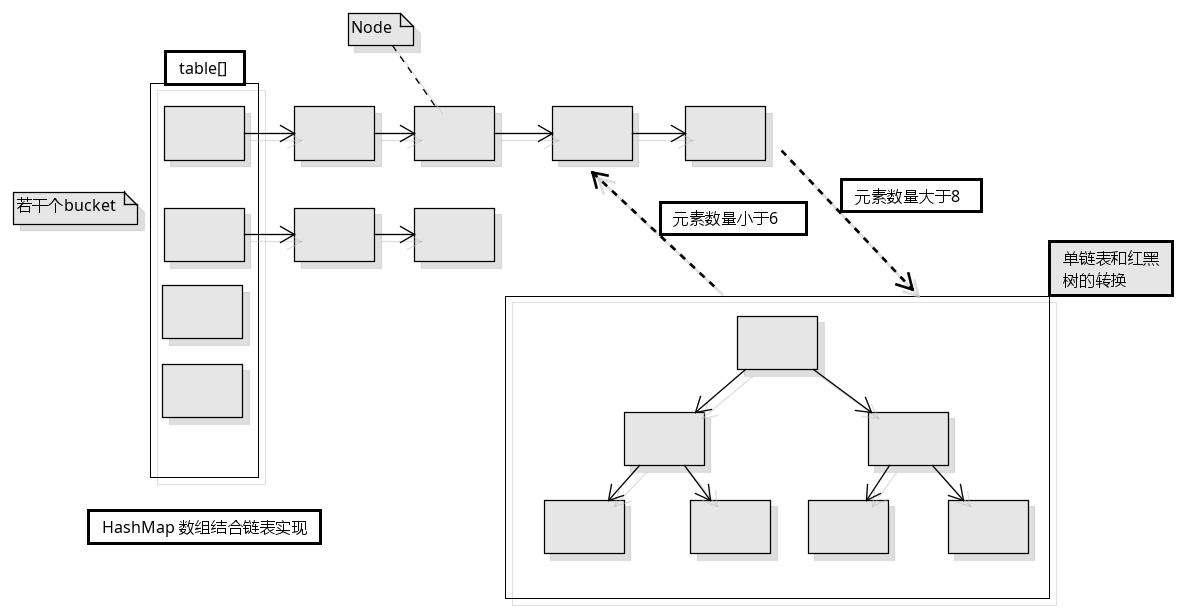 Node
table[]
若干个bucket
元素数量大于8
元素数量小于6
单链表和红黑
树的转换
HashMap 数组结合链表实现